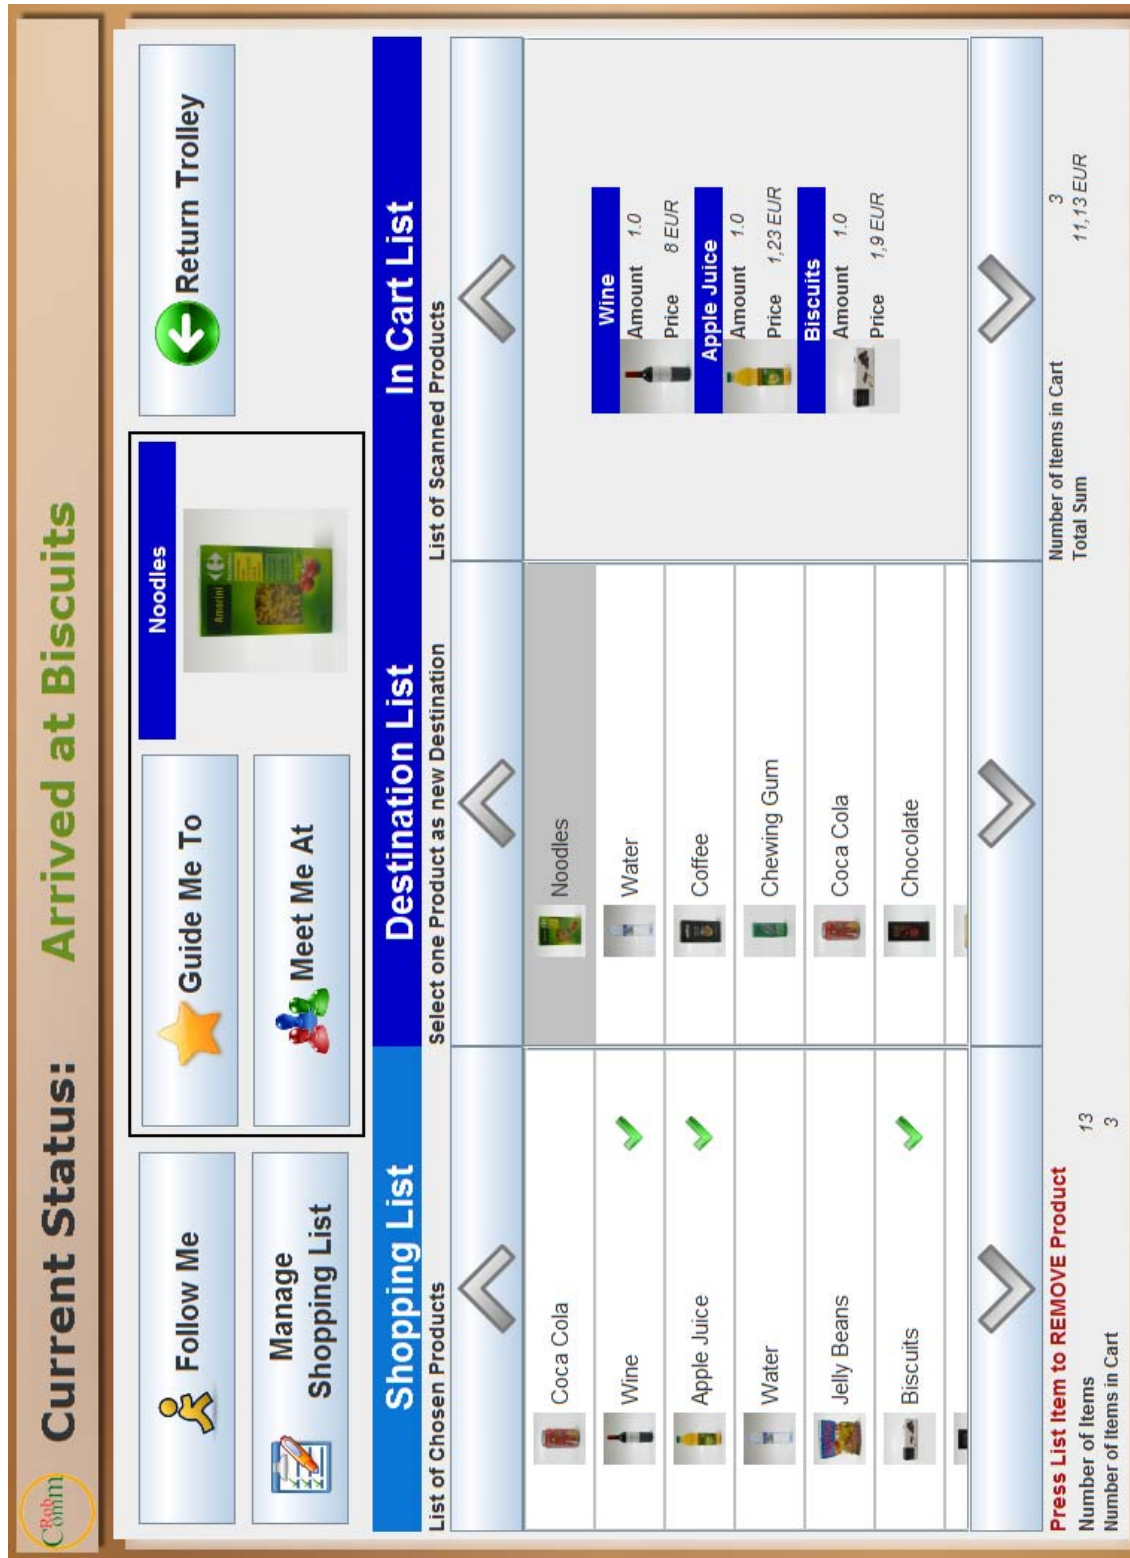 CommRob
Current Status: Arrived at Biscuits
Follow Me
Manage
Shopping List
Guide Me To
Meet Me At
Noodles
Amorini
Return Trolley
Shopping List
List of Chosen Products
Coca Cola
Wine
Apple Juice
Water
Jelly Beans
Biscuits
Press List Item to REMOVE Product
Number of Items 13
Number of Items in Cart 3
Destination List
Select one Product as new Destination
Noodles
Water
Coffee
Chewing Gum
Coca Cola
Chocolate
In Cart List
List of Scanned Products
Wine
Amount 1.0
Price 8 EUR
Apple Juice
Amount 1.0
Price 1,23 EUR
Biscuits
Amount 1.0
Price 1,9 EUR
Number of Items in Cart 3
Total Sum 11,13 EUR